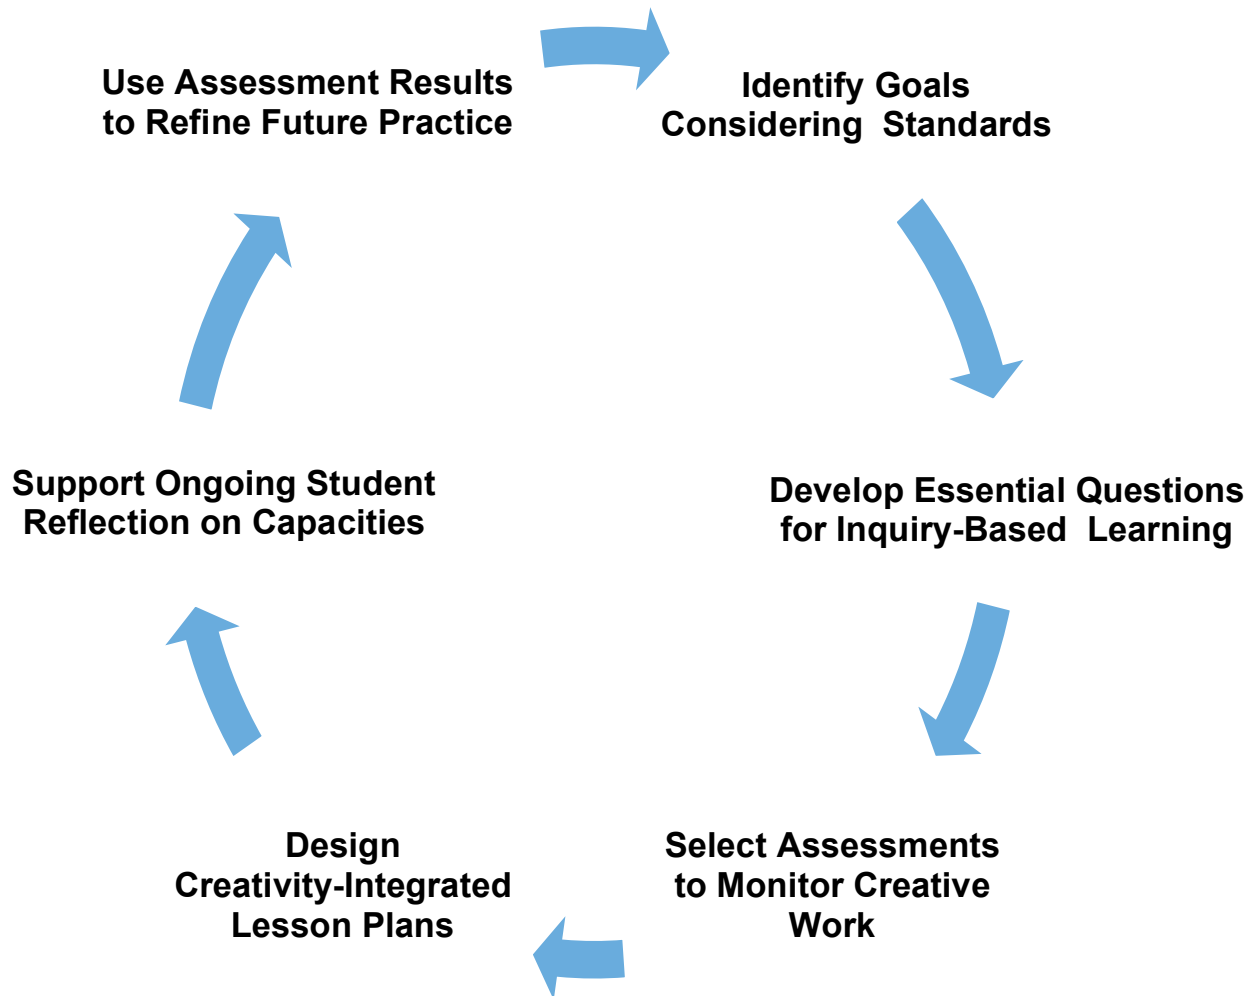 Use Assessment Results
to Refine Future Practice
Identify Goals
Considering  Standards
Develop Essential Questions
for Inquiry-Based  Learning
Select Assessments
to Monitor Creative
Work
Design
Creativity-Integrated
Lesson Plans
Support Ongoing Student
Reflection on Capacities